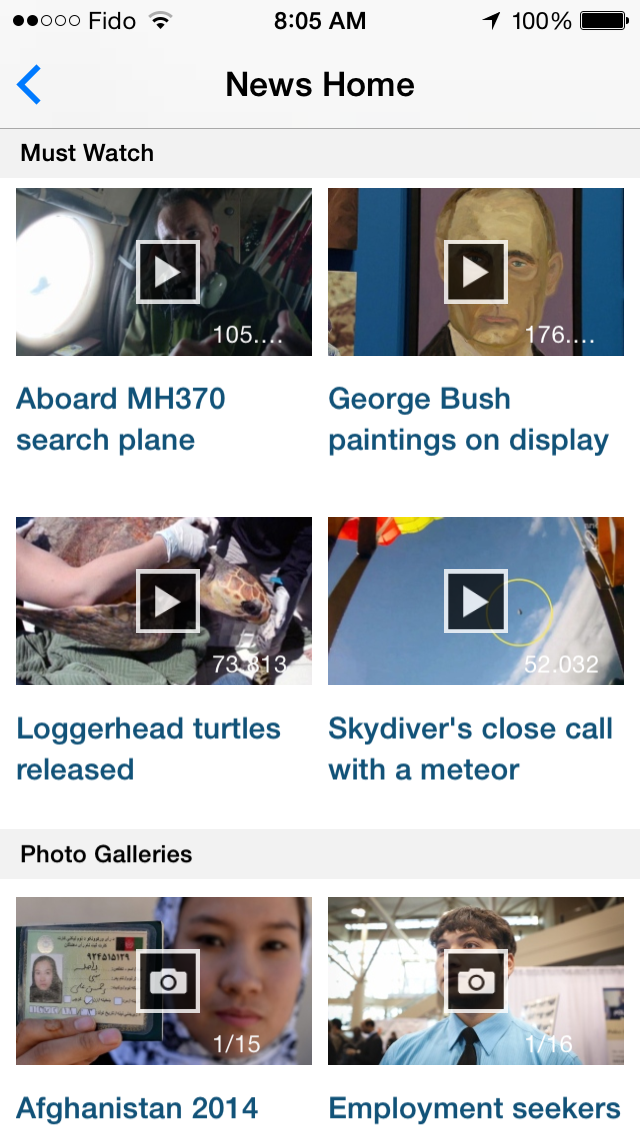 Fido
8:05 AM
100%
News Home
Must Watch
105....
176....
Aboard MH370
search plane
George Bush
paintings on display
73.813
52.032
Loggerhead turtles
released
Skydiver's close call
with a meteor
Photo Galleries
۹۲۴۵۱۵۱۲۹
1/15
1/16
Afghanistan 2014
Employment seekers